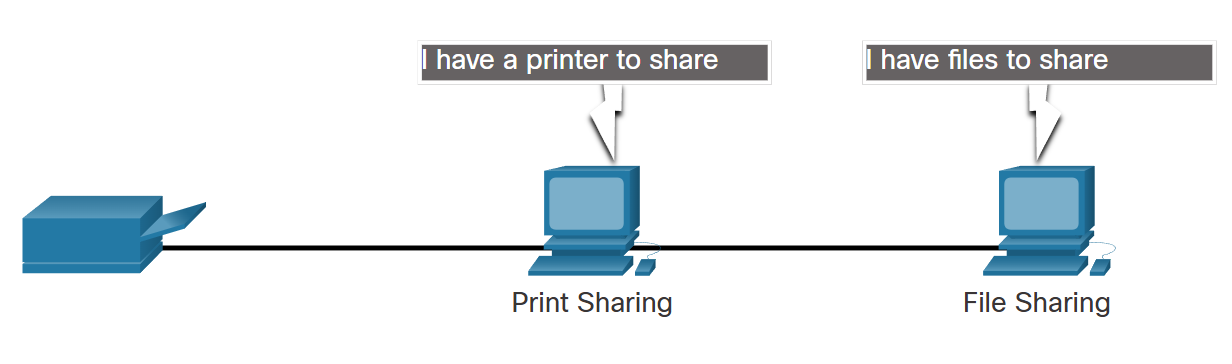 I have a printer to share
I have files to share
Print Sharing
File Sharing